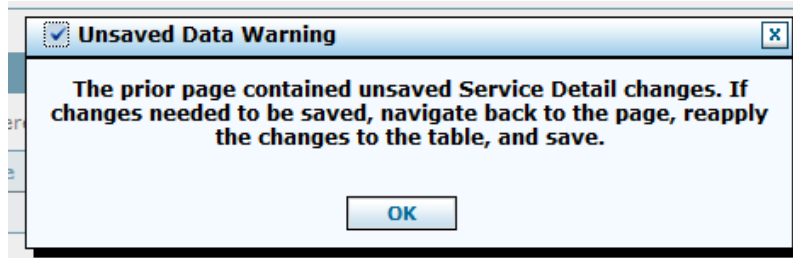 Unsaved Data Warning
x
The prior page contained unsaved Service Detail changes. If
changes needed to be saved, navigate back to the page, reapply
the changes to the table, and save.
OK